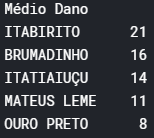 Médio Dano
ITABIRITO 21
BRUMADINHO 16
ITATIAIUÇU 14
MATEUS LEME 11
OURO PRETO 8